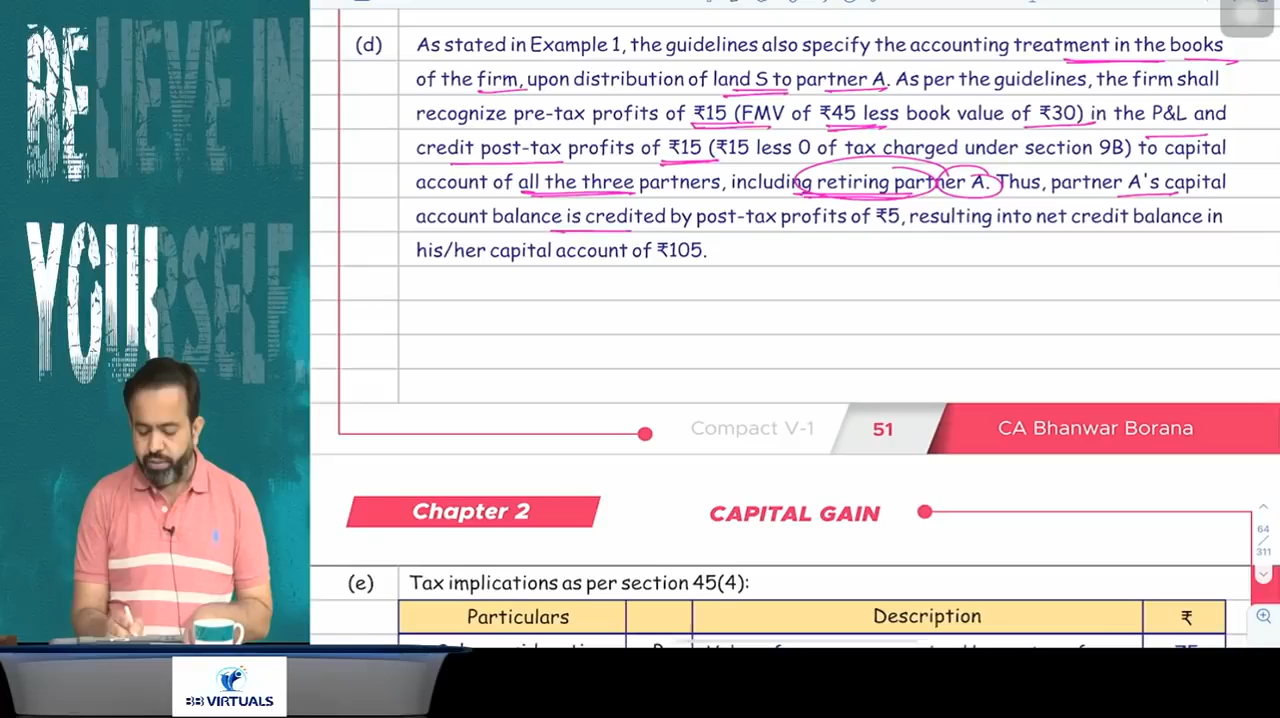 BELIEVE IN
YOURSELF.
(d) As stated in Example 1, the guidelines also specify the accounting treatment in the books
of the firm, upon distribution of land S to partner A. As per the guidelines, the firm shall
recognize pre-tax profits of ₹15 (FMV of ₹45 less book value of ₹30) in the P&L and
credit post-tax profits of ₹15 (₹15 less 0 of tax charged under section 9B) to capital
account of all the three partners, including retiring partner A. Thus, partner A's capital
account balance is credited by post-tax profits of ₹5, resulting into net credit balance in
his/her capital account of ₹105.
Compact V-1 51 CA Bhanwar Borana
Chapter 2 CAPITAL GAIN
64
/
311
(e) Tax implications as per section 45(4):
Particulars Description ₹
BB VIRTUALS